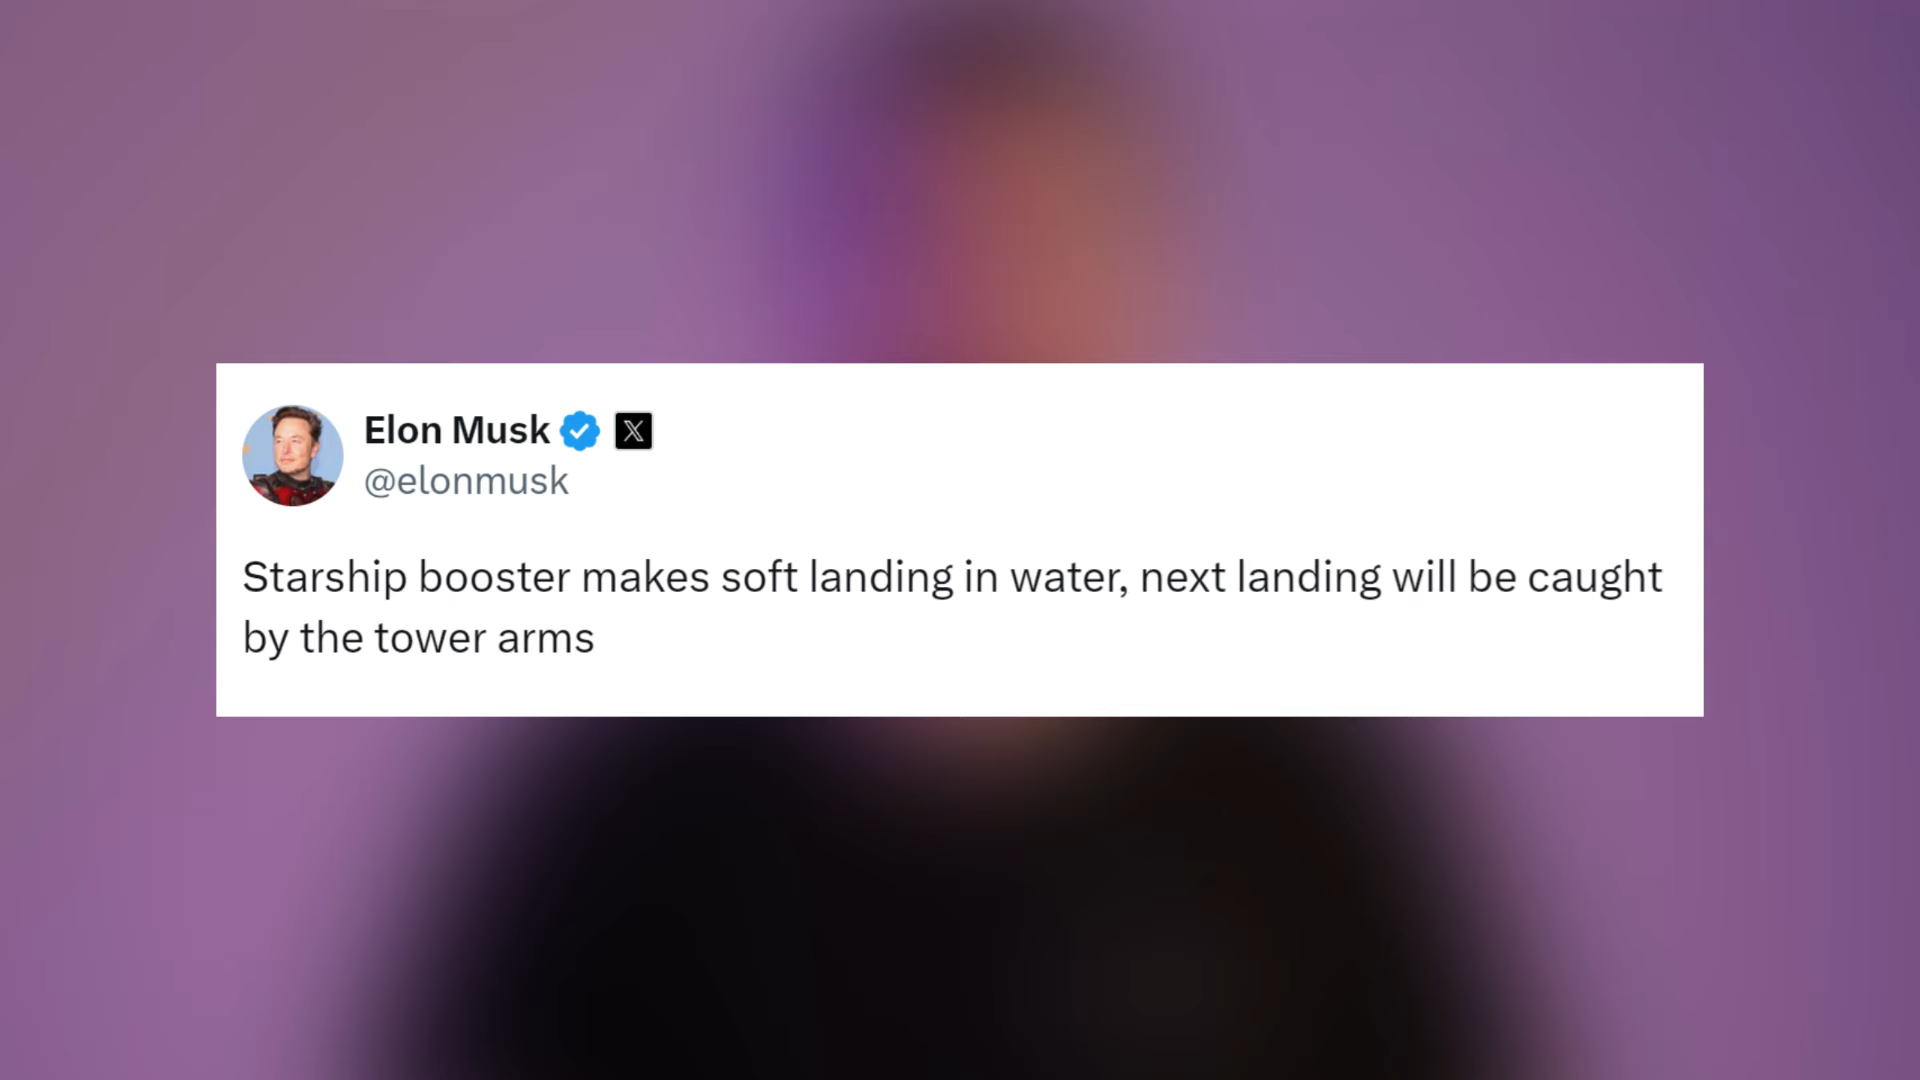 Elon Musk
@elonmusk
Starship booster makes soft landing in water, next landing will be caught
by the tower arms